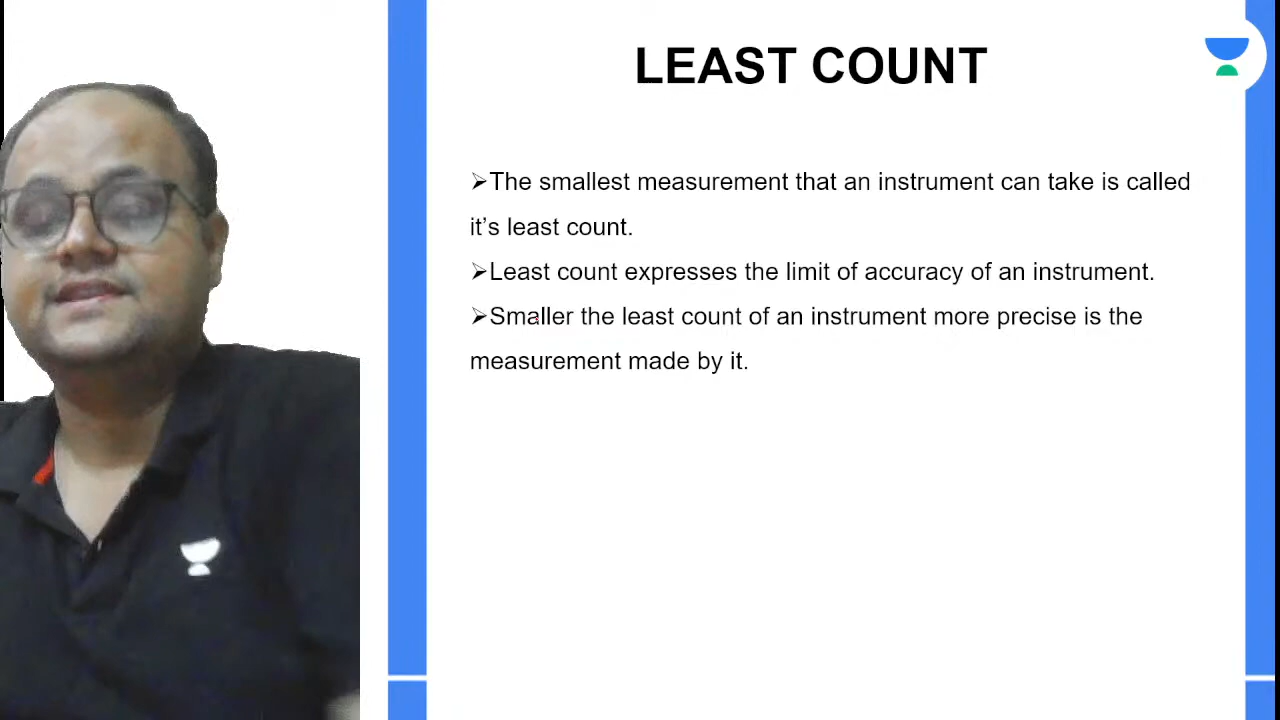 LEAST COUNT
➢The smallest measurement that an instrument can take is called
it’s least count.
➢Least count expresses the limit of accuracy of an instrument.
➢Smaller the least count of an instrument more precise is the
measurement made by it.